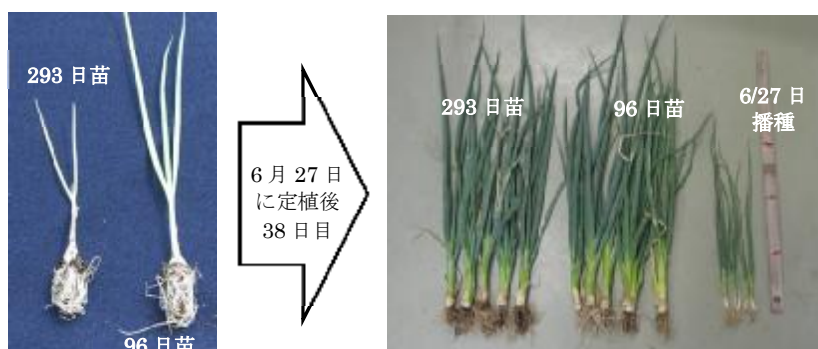 293 日苗
96 日苗
6 月 27 日
に定植後
38 日目
293 日苗
96 日苗
6/27 日
播種